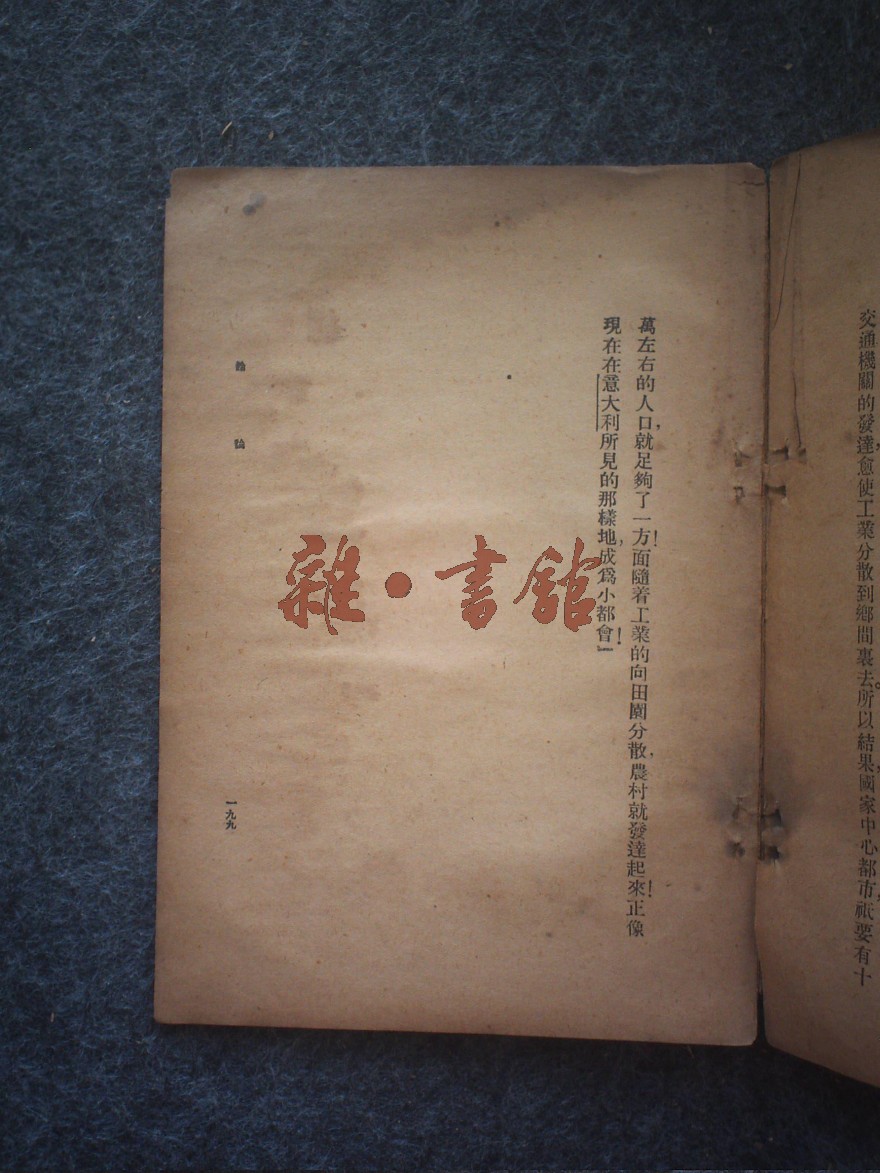 交通機關的發達，愈使工業分散到鄉間裏去。所以結果，國家中心都市，祇要有十
萬左右的人口，就足夠了！一方面隨着工業的向田園分散，農村就發達起來！正像
現在在意大利所見的那樣地，成爲小都會！』
論
一九九
雜·書館